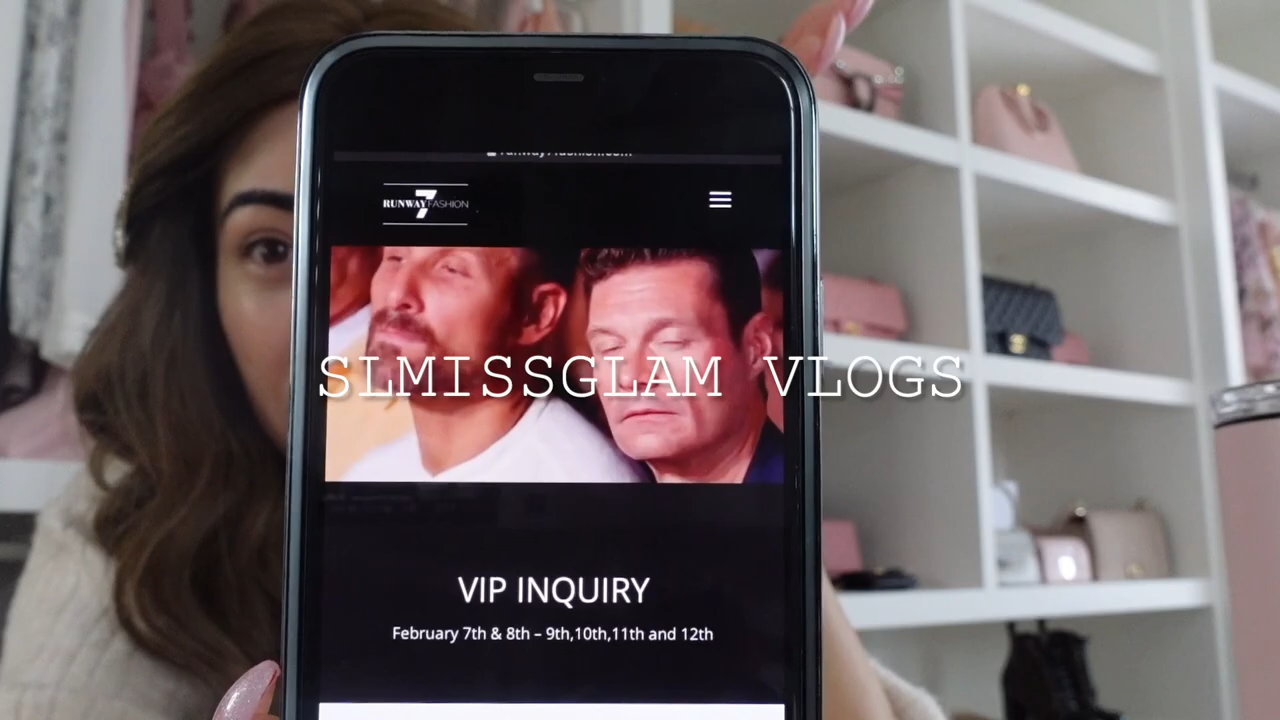 RUNWAY 7 FASHION
SLMISSGLAM VLOGS
VIP INQUIRY
February 7th & 8th – 9th,10th,11th and 12th